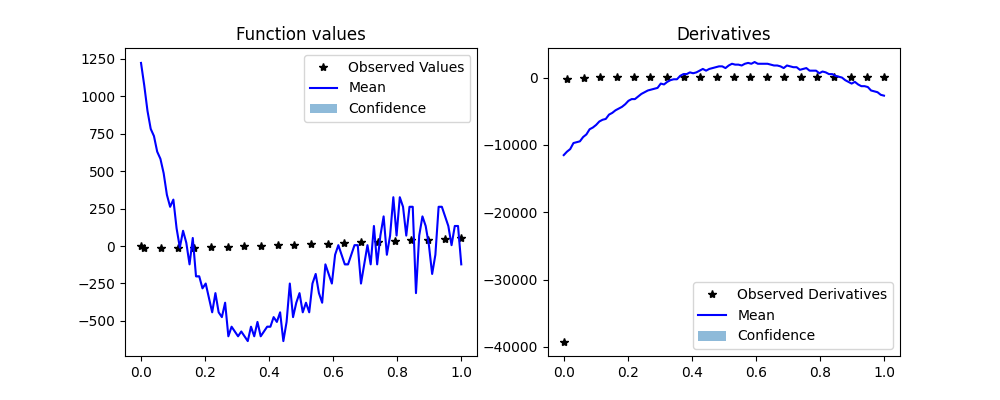 Function values
1250
1000
750
500
250
0
−250
−500
0.0 0.2 0.4 0.6 0.8 1.0
Observed Values
Mean
Confidence
Derivatives
0
−10000
−20000
−30000
−40000
0.0 0.2 0.4 0.6 0.8 1.0
Observed Derivatives
Mean
Confidence